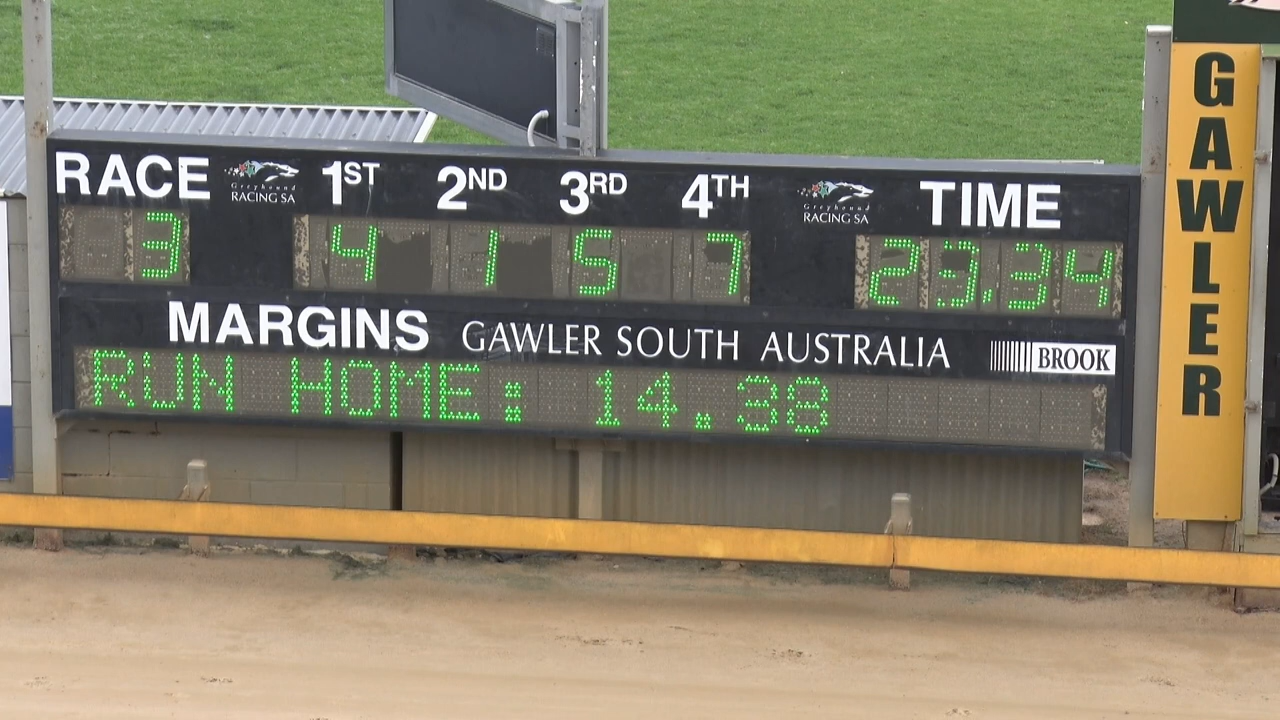 RACE Greyhound RACING SA 1ST 2ND 3RD 4TH Greyhound RACING SA TIME
3 4 1 5 7 23.34
MARGINS GAWLER SOUTH AUSTRALIA BROOK
RUN HOME: 14.38
GAWLER